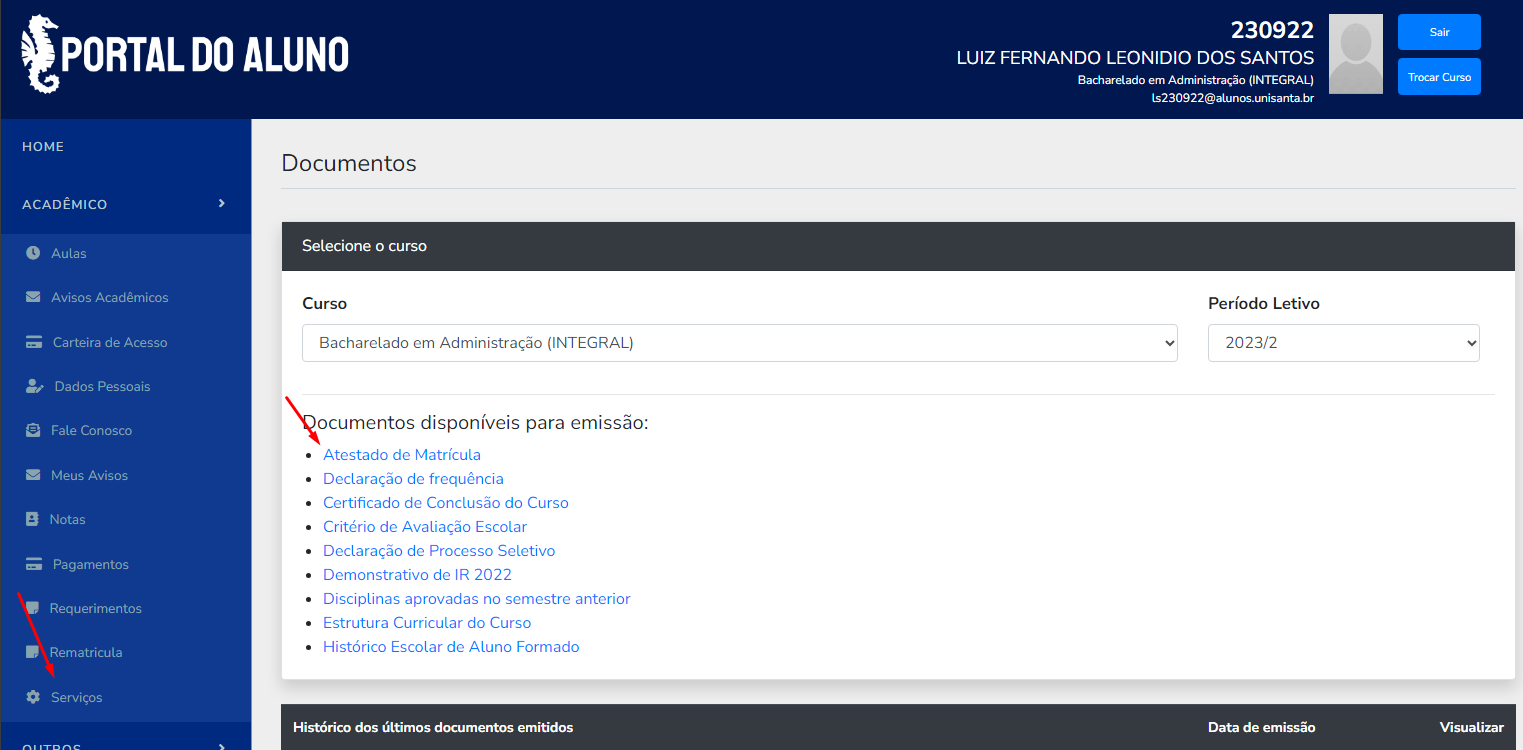 PORTAL DO ALUNO
230922
LUIZ FERNANDO LEONIDIO DOS SANTOS
Bacharelado em Administração (INTEGRAL)
ls230922@alunos.unisanta.br
Sair
Trocar Curso
HOME
ACADÊMICO
Aulas
Avisos Acadêmicos
Carteira de Acesso
Dados Pessoais
Fale Conosco
Meus Avisos
Notas
Pagamentos
Requerimentos
Rematricula
Serviços
OUTROS
Documentos
Selecione o curso
Curso
Bacharelado em Administração (INTEGRAL)
Período Letivo
2023/2
Documentos disponíveis para emissão:
Atestado de Matrícula
Declaração de frequência
Certificado de Conclusão do Curso
Critério de Avaliação Escolar
Declaração de Processo Seletivo
Demonstrativo de IR 2022
Disciplinas aprovadas no semestre anterior
Estrutura Curricular do Curso
Histórico Escolar de Aluno Formado
Histórico dos últimos documentos emitidos
Data de emissão
Visualizar